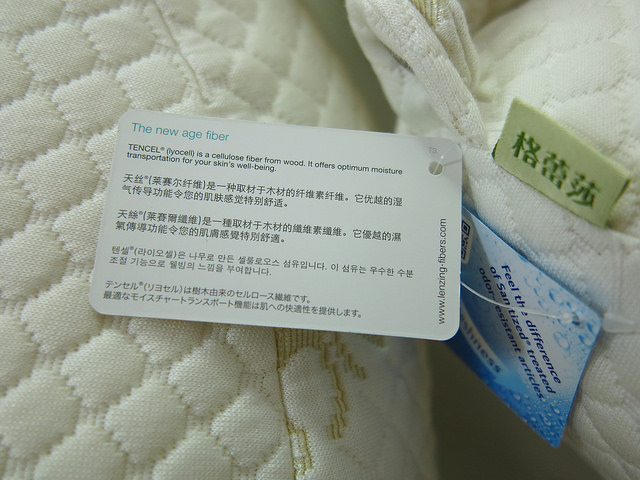 The new age fiber
TENCEL® (lyocell) is a cellulose fiber from wood. It offers optimum moisture
transportation for your skin's well-being.
天丝®(莱赛尔纤维)是一种取材于木材的纤维素纤维。它优越的湿
气传导功能令您的肌肤感觉特别舒适。
天絲®(萊賽爾纖維)是一種取材于木材的纖維素纖維。它優越的濕
氣傳導功能令您的肌膚感覺特別舒適。
텐셀®(라이오셀)은 나무로 만든 셀룰로오스 섬유입니다. 이 섬유는 우수한 수분
조절 기능으로 웰빙의 느낌을 부여합니다.
テンセル®(リヨセル)は樹木由来のセルロース繊維です。
最適なモイスチャートランスポート機能は肌への快適性を提供します。
www.lenzing-fibers.com
格蕾莎
Feel the difference
of Sanitized® treated
odor resistant articles.